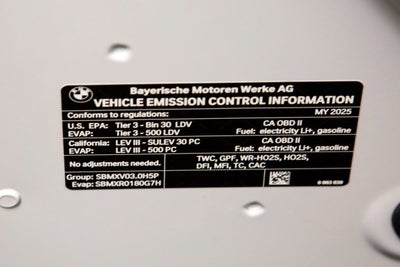 BMW
Bayerische Motoren Werke AG
VEHICLE EMISSION CONTROL INFORMATION
Conforms to regulations: MY 2025
U.S. EPA: Tier 3 - Bin 30 LDV CA OBD II
EVAP: Tier 3 - 500 LDV Fuel: electricity Li+, gasoline
California: LEV III - SULEV 30 PC CA OBD II
EVAP: LEV III - 500 PC Fuel: electricity Li+, gasoline
No adjustments needed. TWC, GPF, WR-HO2S, HO2S,
DFI, MFI, TC, CAC
Group: SBMXV03.0H5P
Evap: SBMXR0180G7H